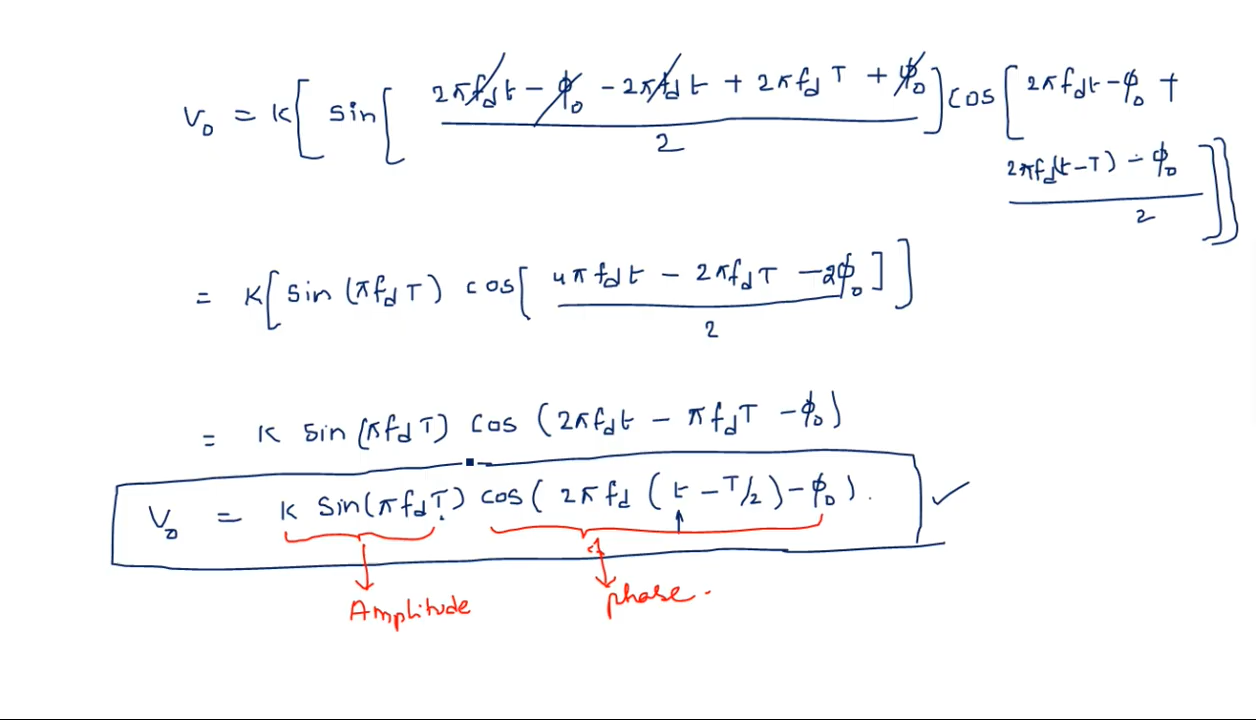 V₀ = K[ sin[ (2πf_d t − ϕ₀ − 2πf_d t + 2πf_d T + ϕ₀) / 2 ] cos[ 2πf_d t − ϕ₀ +
2πf_d(t−T) − ϕ₀ / 2 ]]
= K[ sin (πf_d T) cos[ (4πf_d t − 2πf_d T − 2ϕ₀) / 2 ] ]
= K sin (πf_d T) cos (2πf_d t − πf_d T − ϕ₀)
V₀ = K sin(πf_d T) cos( 2πf_d ( t − T/2 ) − ϕ₀ ). ✓
Amplitude phase.